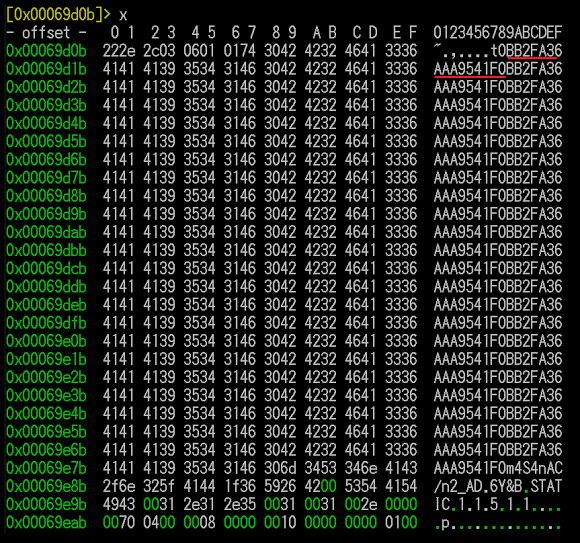 [0x00069d0b]> x
- offset - 0 1 2 3 4 5 6 7 8 9 A B C D E F 0123456789ABCDEF
0x00069d0b 222e 2c03 0601 0174 3042 4232 4641 3336 ".,....t0BB2FA36
0x00069d1b 4141 4139 3534 3146 3042 4232 4641 3336 AAA9541F0BB2FA36
0x00069d2b 4141 4139 3534 3146 3042 4232 4641 3336 AAA9541F0BB2FA36
0x00069d3b 4141 4139 3534 3146 3042 4232 4641 3336 AAA9541F0BB2FA36
0x00069d4b 4141 4139 3534 3146 3042 4232 4641 3336 AAA9541F0BB2FA36
0x00069d5b 4141 4139 3534 3146 3042 4232 4641 3336 AAA9541F0BB2FA36
0x00069d6b 4141 4139 3534 3146 3042 4232 4641 3336 AAA9541F0BB2FA36
0x00069d7b 4141 4139 3534 3146 3042 4232 4641 3336 AAA9541F0BB2FA36
0x00069d8b 4141 4139 3534 3146 3042 4232 4641 3336 AAA9541F0BB2FA36
0x00069d9b 4141 4139 3534 3146 3042 4232 4641 3336 AAA9541F0BB2FA36
0x00069dab 4141 4139 3534 3146 3042 4232 4641 3336 AAA9541F0BB2FA36
0x00069dbb 4141 4139 3534 3146 3042 4232 4641 3336 AAA9541F0BB2FA36
0x00069dcb 4141 4139 3534 3146 3042 4232 4641 3336 AAA9541F0BB2FA36
0x00069ddb 4141 4139 3534 3146 3042 4232 4641 3336 AAA9541F0BB2FA36
0x00069deb 4141 4139 3534 3146 3042 4232 4641 3336 AAA9541F0BB2FA36
0x00069dfb 4141 4139 3534 3146 3042 4232 4641 3336 AAA9541F0BB2FA36
0x00069e0b 4141 4139 3534 3146 3042 4232 4641 3336 AAA9541F0BB2FA36
0x00069e1b 4141 4139 3534 3146 3042 4232 4641 3336 AAA9541F0BB2FA36
0x00069e2b 4141 4139 3534 3146 3042 4232 4641 3336 AAA9541F0BB2FA36
0x00069e3b 4141 4139 3534 3146 3042 4232 4641 3336 AAA9541F0BB2FA36
0x00069e4b 4141 4139 3534 3146 3042 4232 4641 3336 AAA9541F0BB2FA36
0x00069e5b 4141 4139 3534 3146 3042 4232 4641 3336 AAA9541F0BB2FA36
0x00069e6b 4141 4139 3534 3146 3042 4232 4641 3336 AAA9541F0BB2FA36
0x00069e7b 4141 4139 3534 3146 306d 3453 346e 4143 AAA9541F0m4S4nAC
0x00069e8b 2f6e 325f 4144 1f36 5926 4200 5354 4154 /n2_AD.6Y&B.STAT
0x00069e9b 4943 0031 2e31 2e35 0031 0031 002e 0000 IC.1.1.5.1.1....
0x00069eab 0070 0400 0008 0000 0010 0000 0000 0100 .p..............